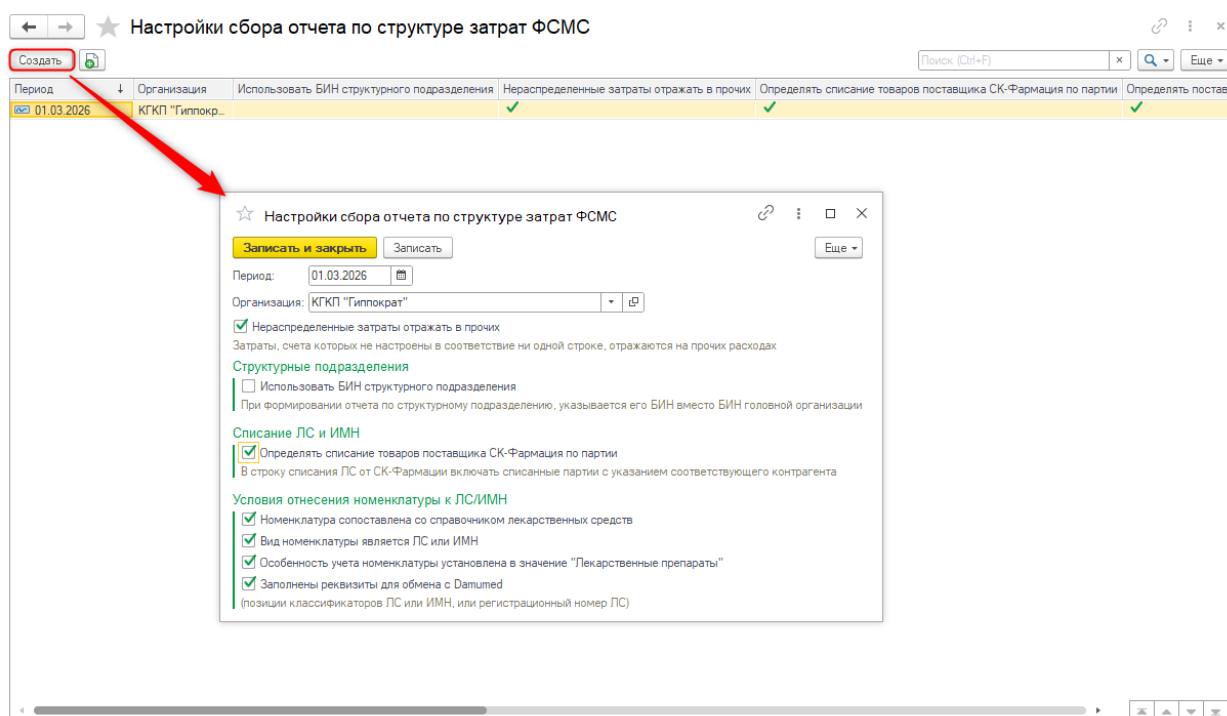 Настройки сбора отчета по структуре затрат ФСМС
Создать
Поиск (Ctrl+F)
×
Еще
Период ↓ Организация Использовать БИН структурного подразделения Нераспределенные затраты отражать в прочих Определять списание товаров поставщика СК-Фармация по партии Определять постав
01.03.2026 КГКП "Гиппокр...
Настройки сбора отчета по структуре затрат ФСМС
Записать и закрыть Записать Еще
Период: 01.03.2026
Организация: КГКП "Гиппократ"
Нераспределенные затраты отражать в прочих
Затраты, счета которых не настроены в соответствие ни одной строке, отражаются на прочих расходах
Структурные подразделения
Использовать БИН структурного подразделения
При формировании отчета по структурному подразделению, указывается его БИН вместо БИН головной организации
Списание ЛС и ИМН
Определять списание товаров поставщика СК-Фармация по партии
В строку списания ЛС от СК-Фармации включать списанные партии с указанием соответствующего контрагента
Условия отнесения номенклатуры к ЛС/ИМН
Номенклатура сопоставлена со справочником лекарственных средств
Вид номенклатуры является ЛС или ИМН
Особенность учета номенклатуры установлена в значение "Лекарственные препараты"
Заполнены реквизиты для обмена с Damumed
(позиции классификаторов ЛС или ИМН, или регистрационный номер ЛС)